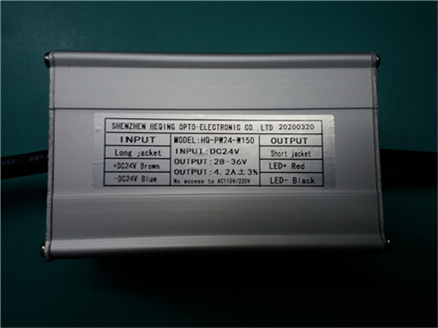 SHENZHEN HEQING OPTO-ELECTRONIC CO.,LTD 20200320
INPUT
Long jacket
+DC24V Brown
-DC24V Blue
MODEL:HQ-PW24-W150
INPUT:DC24V
OUTPUT:28-36V
OUTPUT:4.2A±3%
No access to AC110V/220V
OUTPUT
Short jacket
LED+ Red
LED- Black